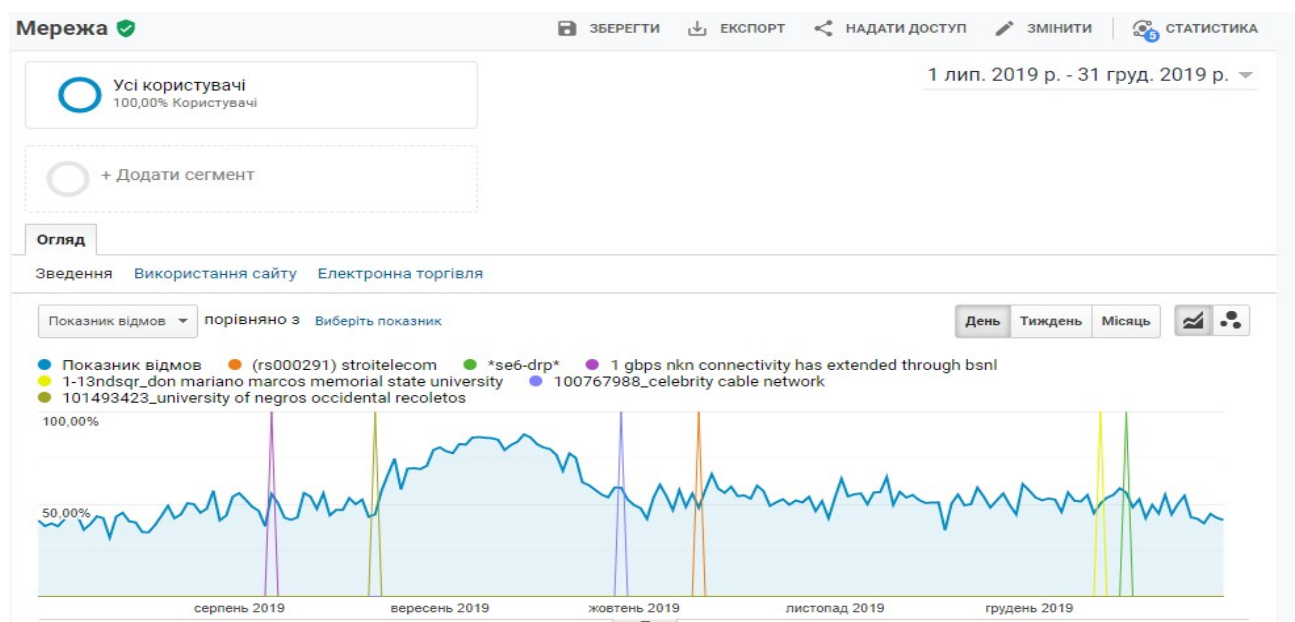 Мережа
ЗБЕРЕГТИ ЕКСПОРТ НАДАТИ ДОСТУП ЗМІНИТИ 5 СТАТИСТИКА
Усі користувачі
100,00% Користувачі
1 лип. 2019 р. - 31 груд. 2019 р.
+ Додати сегмент
Огляд
Зведення Використання сайту Електронна торгівля
Показник відмов порівняно з Виберіть показник
День Тиждень Місяць
Показник відмов (rs000291) stroitelecom *se6-drp* 1 gbps nkn connectivity has extended through bsnl
1-13ndsqr_don mariano marcos memorial state university 100767988_celebrity cable network
101493423_university of negros occidental recoletos
100,00%
50,00%
серпень 2019 вересень 2019 жовтень 2019 листопад 2019 грудень 2019